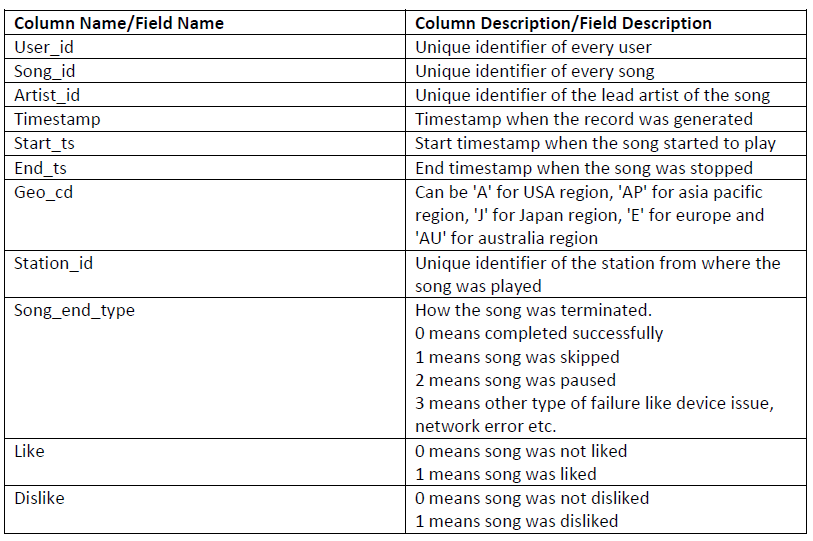 Column Name/Field Name Column Description/Field Description
User_id Unique identifier of every user
Song_id Unique identifier of every song
Artist_id Unique identifier of the lead artist of the song
Timestamp Timestamp when the record was generated
Start_ts Start timestamp when the song started to play
End_ts End timestamp when the song was stopped
Geo_cd Can be 'A' for USA region, 'AP' for asia pacific
region, 'J' for Japan region, 'E' for europe and
'AU' for australia region
Station_id Unique identifier of the station from where the
song was played
Song_end_type How the song was terminated.
0 means completed successfully
1 means song was skipped
2 means song was paused
3 means other type of failure like device issue,
network error etc.
Like 0 means song was not liked
1 means song was liked
Dislike 0 means song was not disliked
1 means song was disliked